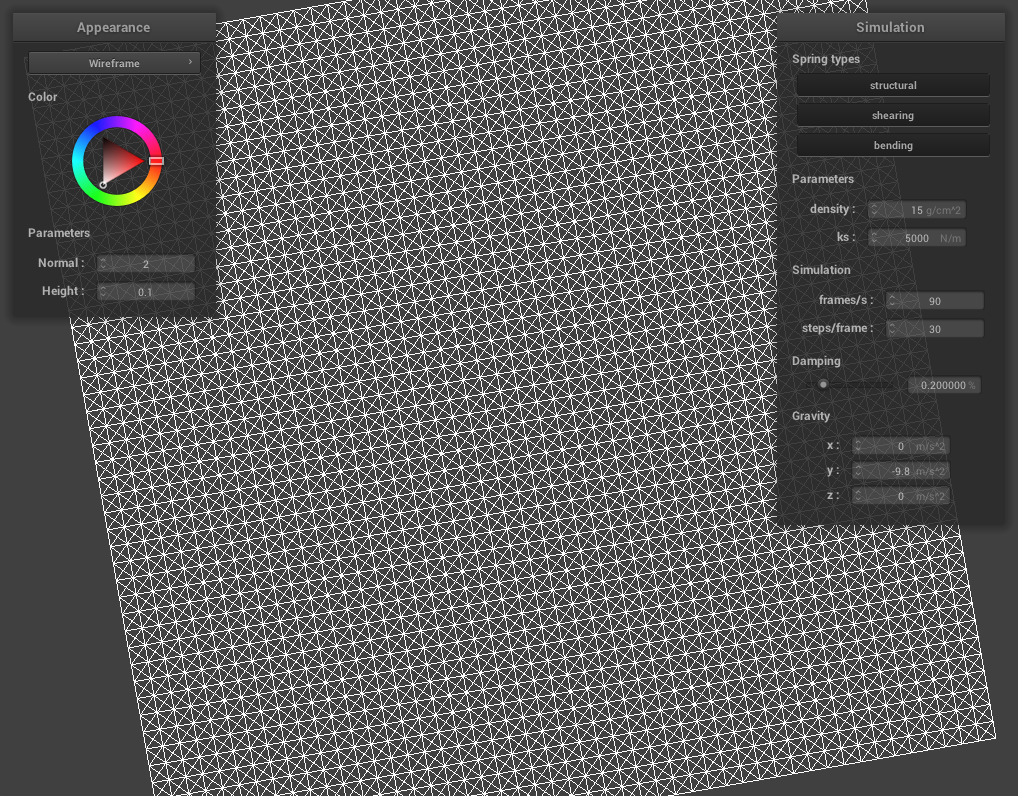 Appearance
Wireframe ›
Color
Parameters
Normal : 2
Height : 0.1
Simulation
Spring types
structural
shearing
bending
Parameters
density : 15 g/cm^2
ks : 5000 N/m
Simulation
frames/s : 90
steps/frame : 30
Damping
0.200000 %
Gravity
x : 0 m/s^2
y : -9.8 m/s^2
z : 0 m/s^2